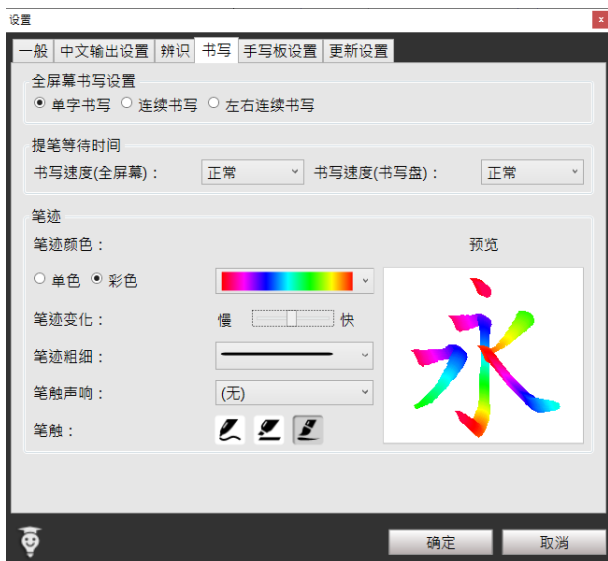 设置 x
一般 中文输出设置 辨识 书写 手写板设置 更新设置
全屏幕书写设置
单字书写 连续书写 左右连续书写
提笔等待时间
书写速度(全屏幕)： 正常 书写速度(书写盘)： 正常
笔迹
笔迹颜色： 预览
单色 彩色
笔迹变化： 慢 快
笔迹粗细：
笔触声响： (无)
笔触：
永
确定 取消